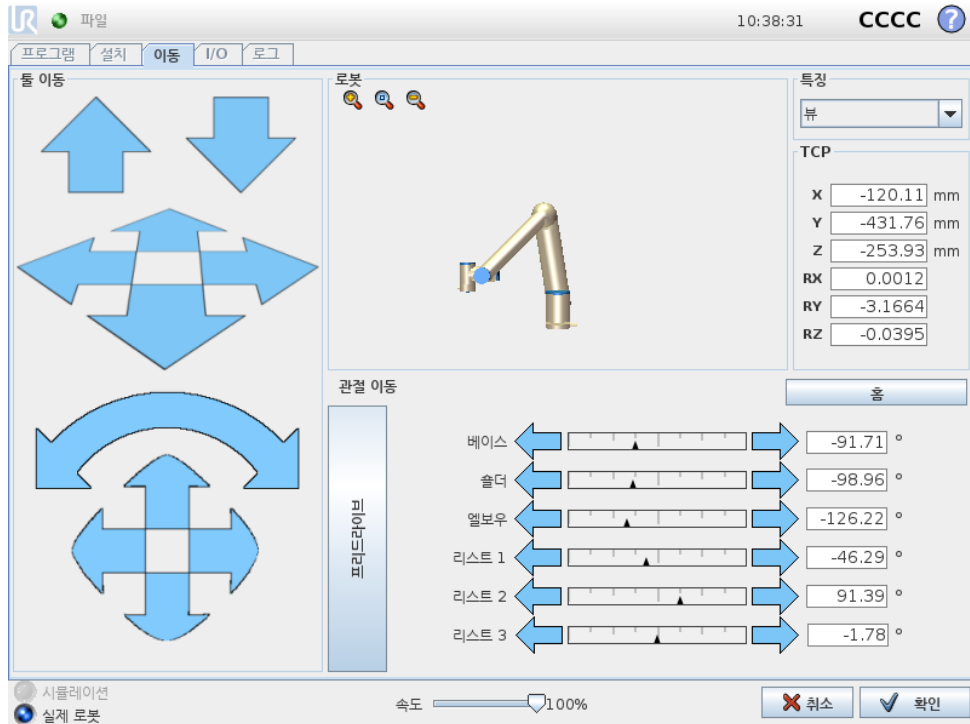 UR 파일 10:38:31 CCCC ?
프로그램 설치 이동 I/O 로그
툴 이동
로봇
특징
뷰
TCP
X -120.11 mm
Y -431.76 mm
Z -253.93 mm
RX 0.0012
RY -3.1664
RZ -0.0395
관절 이동
홈
프리드라이브
베이스 -91.71 °
숄더 -98.96 °
엘보우 -126.22 °
리스트 1 -46.29 °
리스트 2 91.39 °
리스트 3 -1.78 °
시뮬레이션
실제 로봇
속도 100%
취소 확인